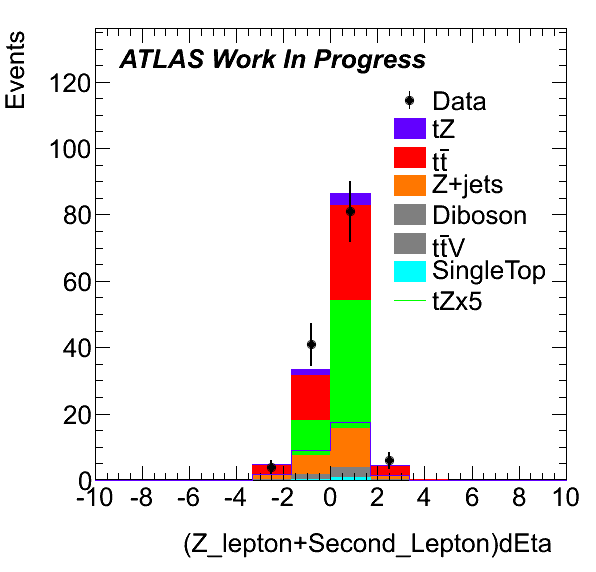 Events
ATLAS Work In Progress
120
100
80
60
40
20
0
Data
tZ
tt̄
Z+jets
Diboson
tt̄V
SingleTop
tZx5
-10 -8 -6 -4 -2 0 2 4 6 8 10
(Z_lepton+Second_Lepton)dEta